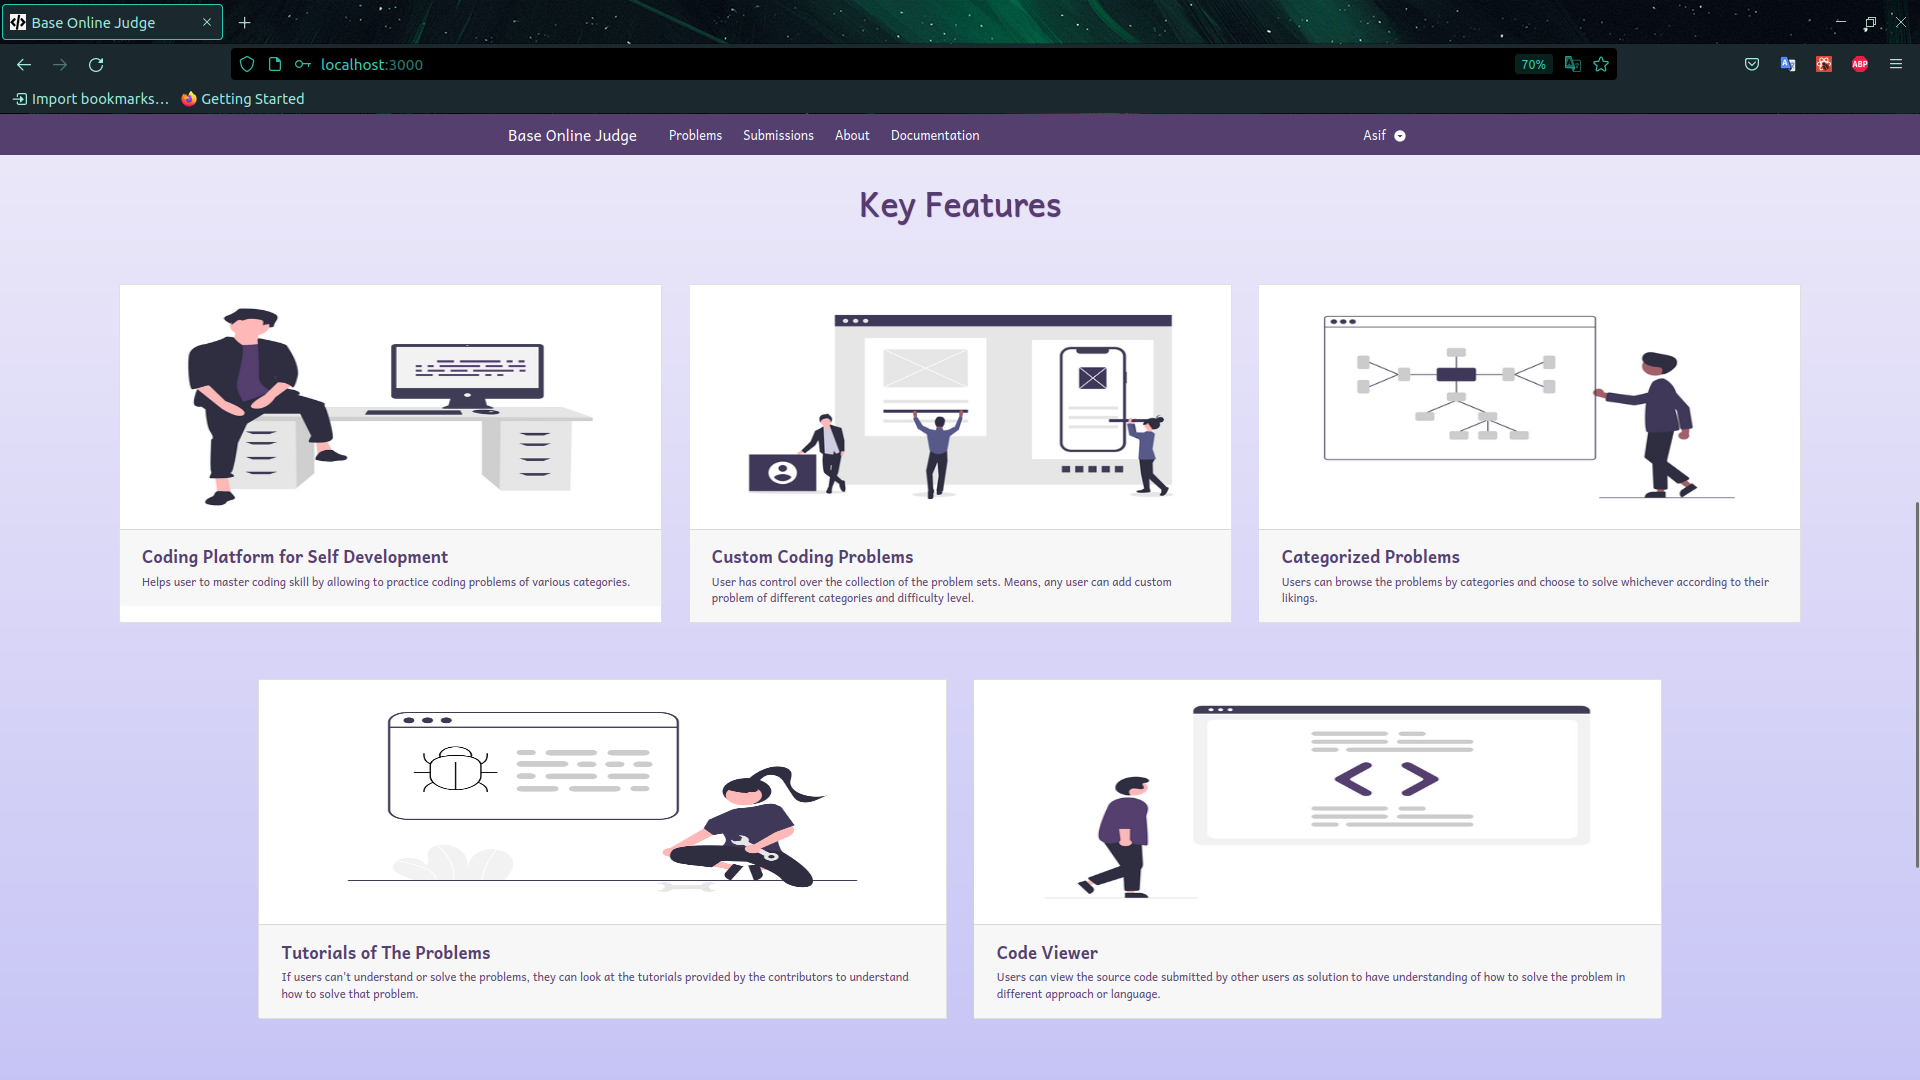 Base Online Judge
localhost:3000
70%
ABP
Import bookmarks...
Getting Started
Base Online Judge
Problems
Submissions
About
Documentation
Asif
Key Features
Coding Platform for Self Development
Helps user to master coding skill by allowing to practice coding problems of various categories.
Custom Coding Problems
User has control over the collection of the problem sets. Means, any user can add custom
problem of different categories and difficulty level.
Categorized Problems
Users can browse the problems by categories and choose to solve whichever according to their
likings.
Tutorials of The Problems
If users can't understand or solve the problems, they can look at the tutorials provided by the contributors to understand
how to solve that problem.
Code Viewer
Users can view the source code submitted by other users as solution to have understanding of how to solve the problem in
different approach or language.